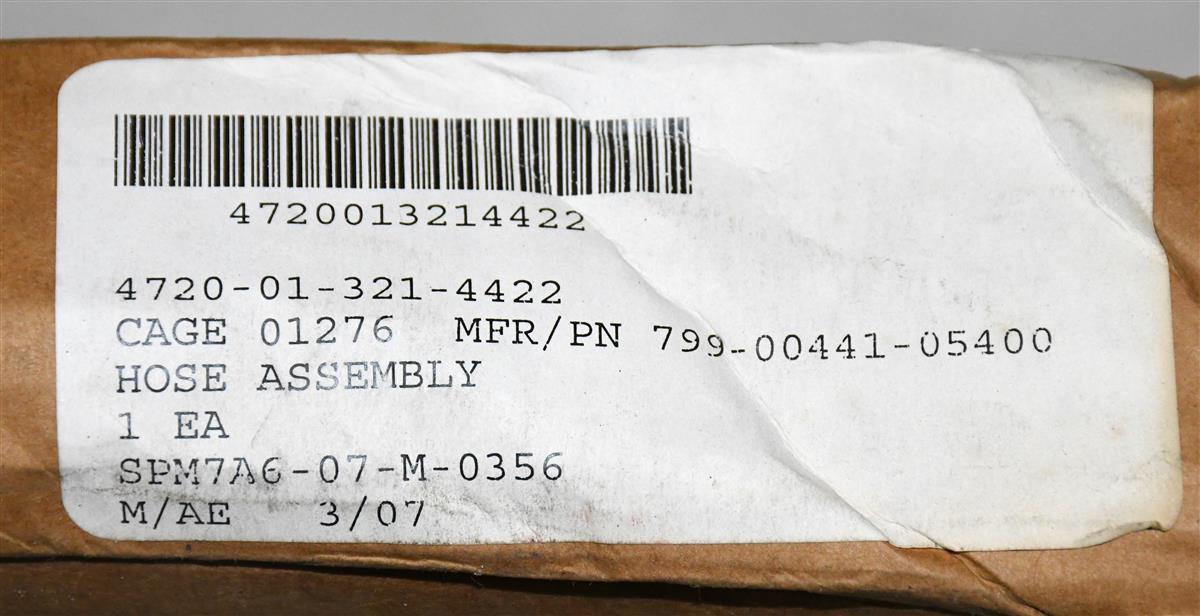 4720013214422
4720-01-321-4422
CAGE 01276 MFR/PN 799-00441-05400
HOSE ASSEMBLY
1 EA
SPM7A6-07-M-0356
M/AE 3/07